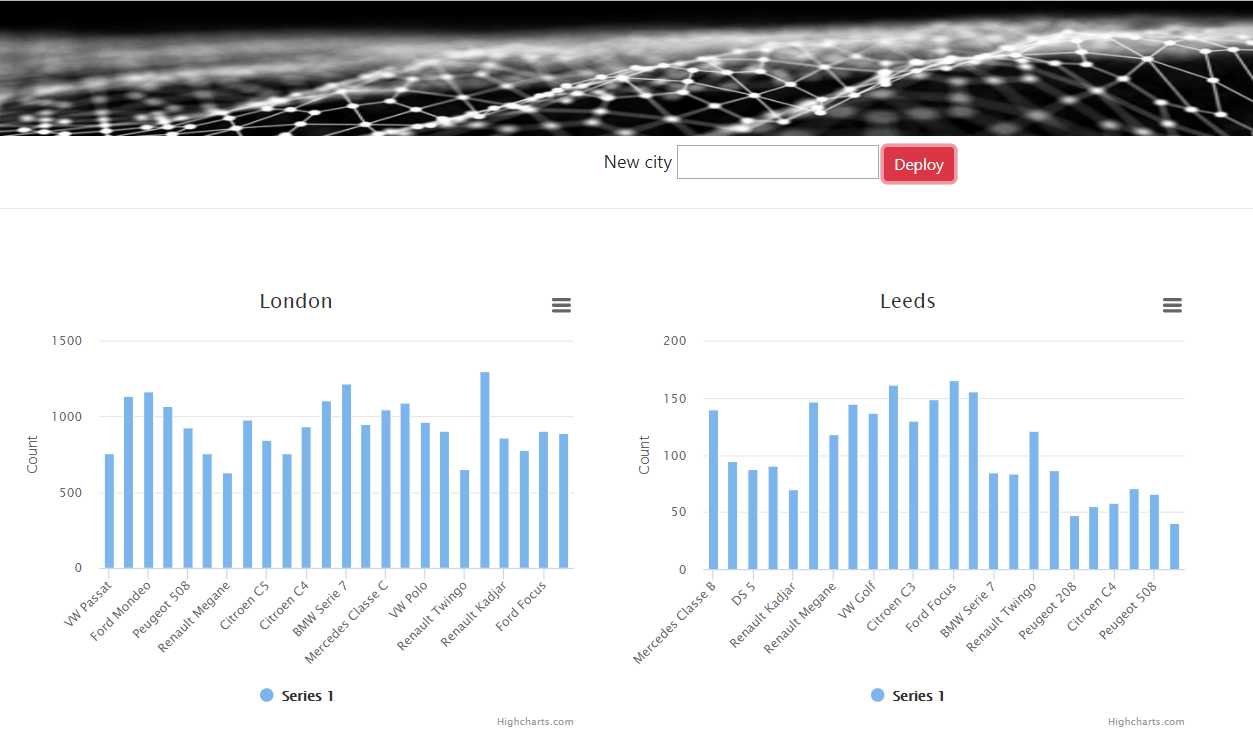 New city
Deploy
London
1500
1000
500
0
Count
VW Passat
Ford Mondeo
Peugeot 508
Renault Megane
Citroen C5
Citroen C4
BMW Serie 7
Mercedes Classe C
VW Polo
Renault Twingo
Renault Kadjar
Ford Focus
Series 1
Highcharts.com
Leeds
200
150
100
50
0
Count
Mercedes Classe B
DS 5
Renault Kadjar
Renault Megane
VW Golf
Citroen C3
Ford Focus
BMW Serie 7
Renault Twingo
Peugeot 208
Citroen C4
Peugeot 508
Series 1
Highcharts.com